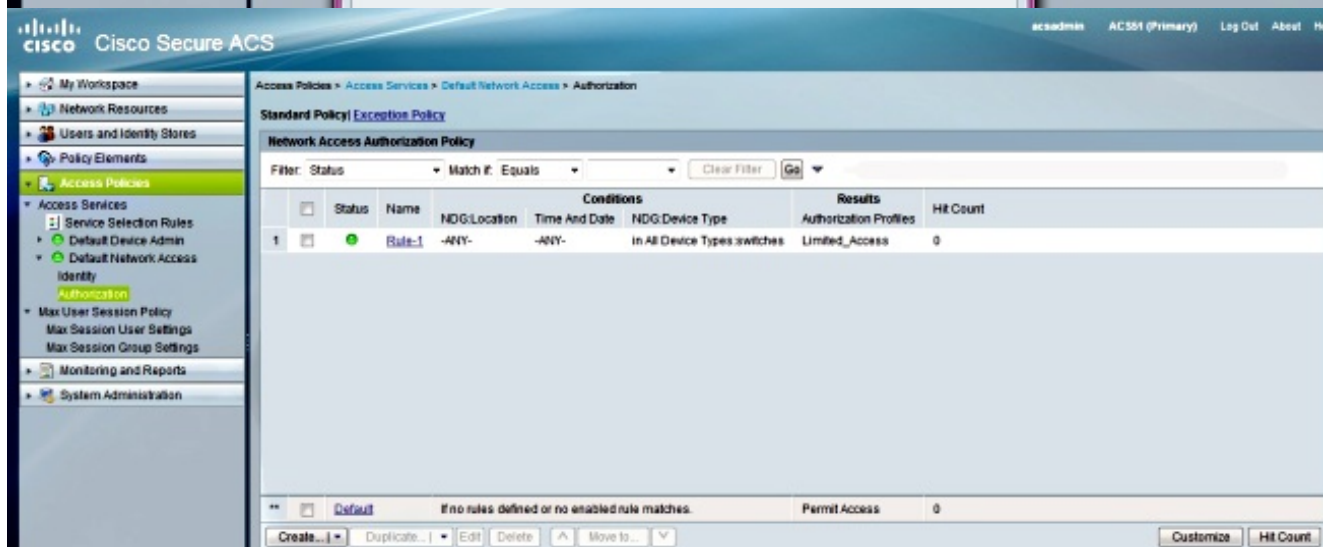 CISCO Cisco Secure ACS
acsadmin ACS51 (Primary) Log Out About
My Workspace
Network Resources
Users and Identity Stores
Policy Elements
Access Policies
Access Services
Service Selection Rules
Default Device Admin
Default Network Access
Identity
Authorization
Max User Session Policy
Max Session User Settings
Max Session Group Settings
Monitoring and Reports
System Administration
Access Policies > Access Services > Default Network Access > Authorization
Standard Policy| Exception Policy
Network Access Authorization Policy
Filter: Status Match if: Equals Clear Filter Go
Status Name Conditions Results Hit Count
NDG:Location Time And Date NDG:Device Type Authorization Profiles
1 Rule-1 -ANY- -ANY- in All Device Types:switches Limited_Access 0
** Default If no rules defined or no enabled rule matches. Permit Access 0
Create... | Duplicate... | Edit Delete Move to... Customize Hit Count